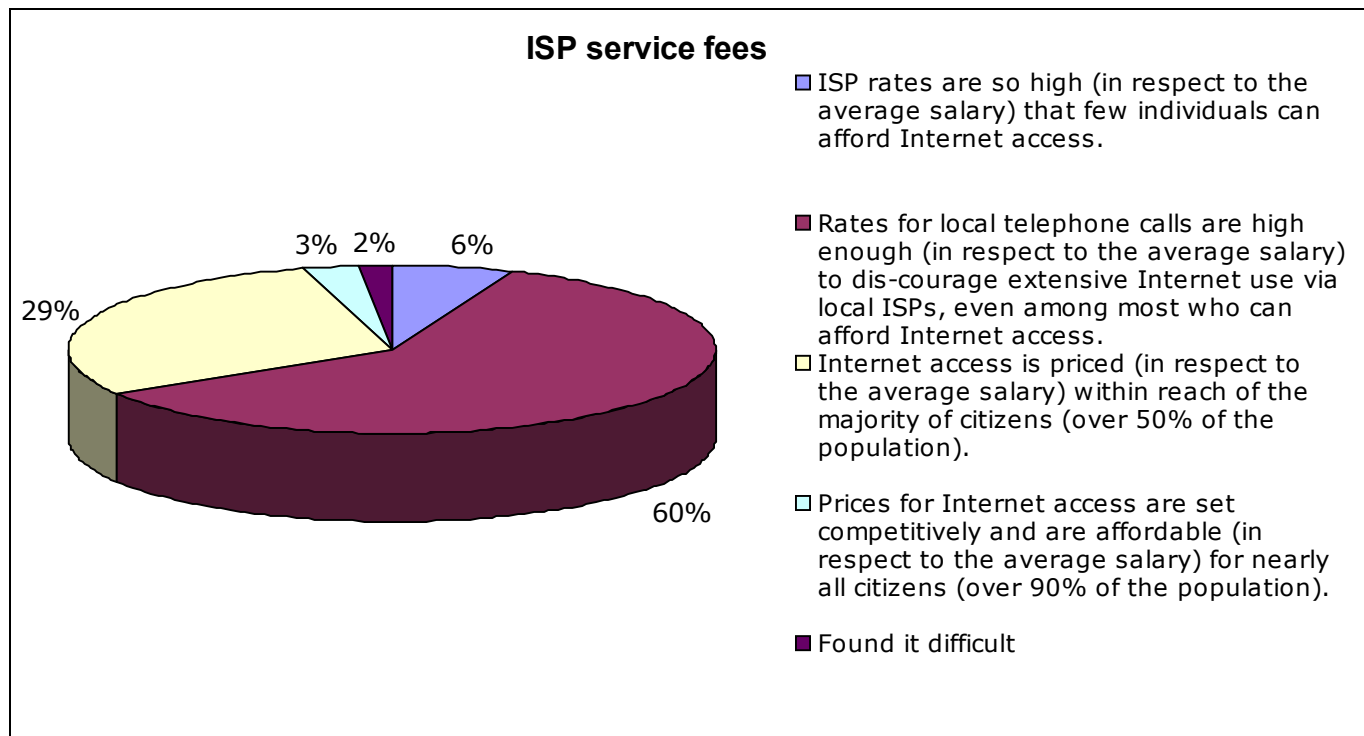 ISP service fees
ISP rates are so high (in respect to the
average salary) that few individuals can
afford Internet access.
Rates for local telephone calls are high
enough (in respect to the average salary)
to dis-courage extensive Internet use via
local ISPs, even among most who can
afford Internet access.
Internet access is priced (in respect to
the average salary) within reach of the
majority of citizens (over 50% of the
population).
Prices for Internet access are set
competitively and are affordable (in
respect to the average salary) for nearly
all citizens (over 90% of the population).
Found it difficult
3%
2%
6%
29%
60%